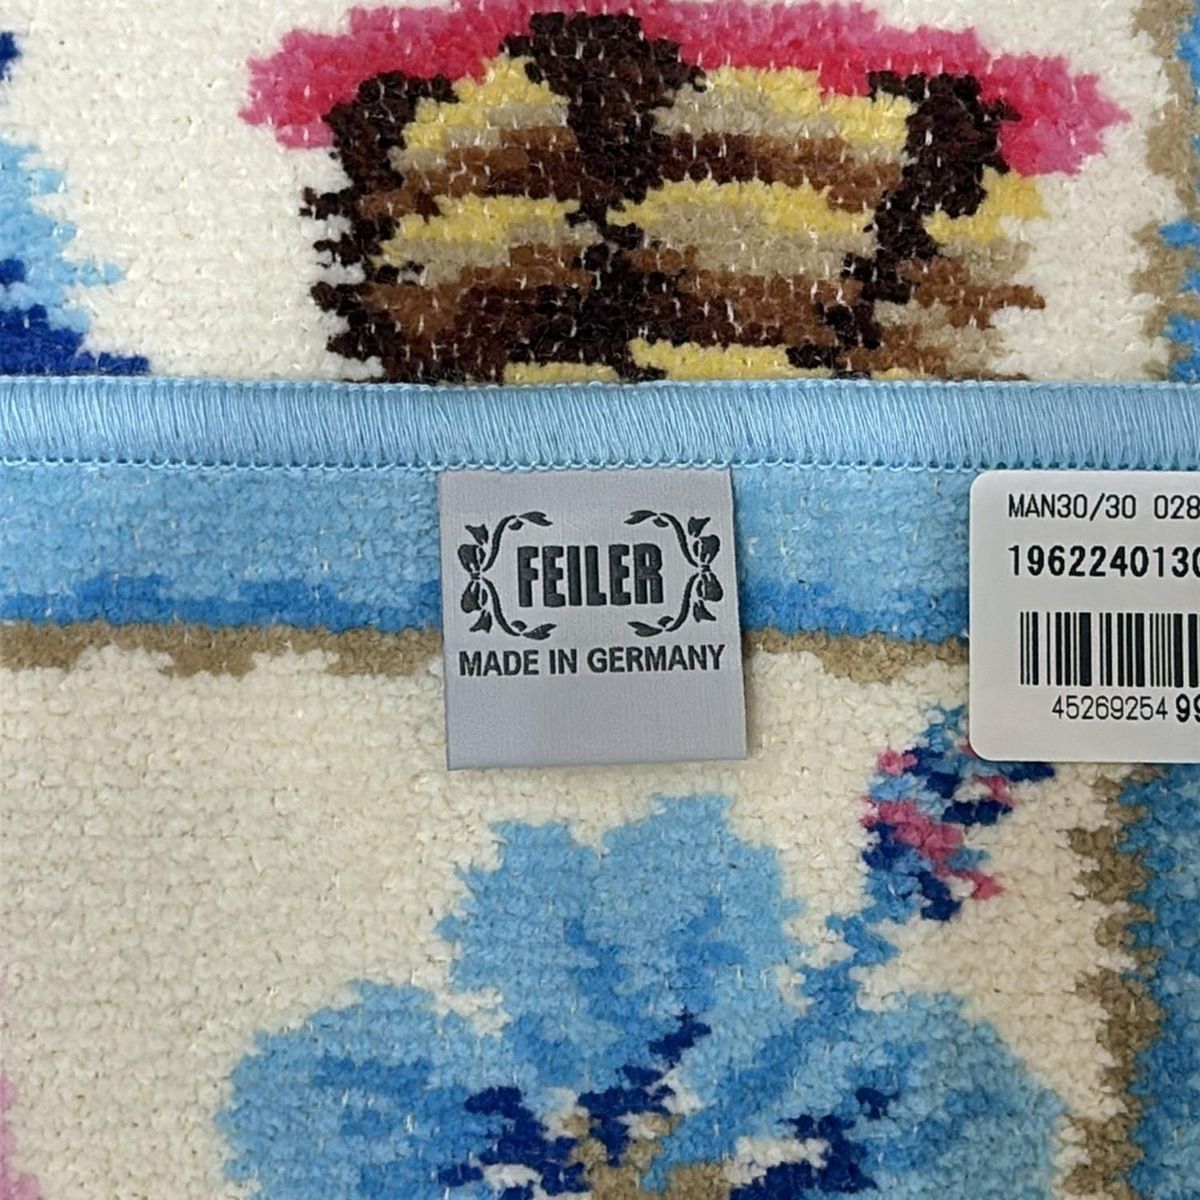 FEILER
MADE IN GERMANY
MAN30/30 028
1962240130
45269254 99